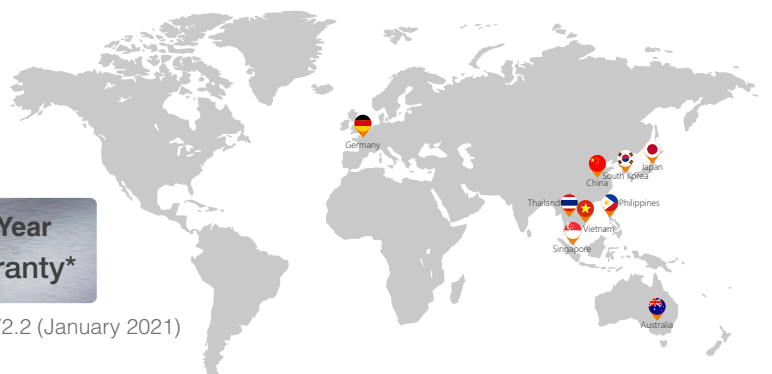 Germany
Japan
South Korea
China
Thailand
Philippines
Vietnam
Singapore
Year
ranty*
2.2 (January 2021)
Australia